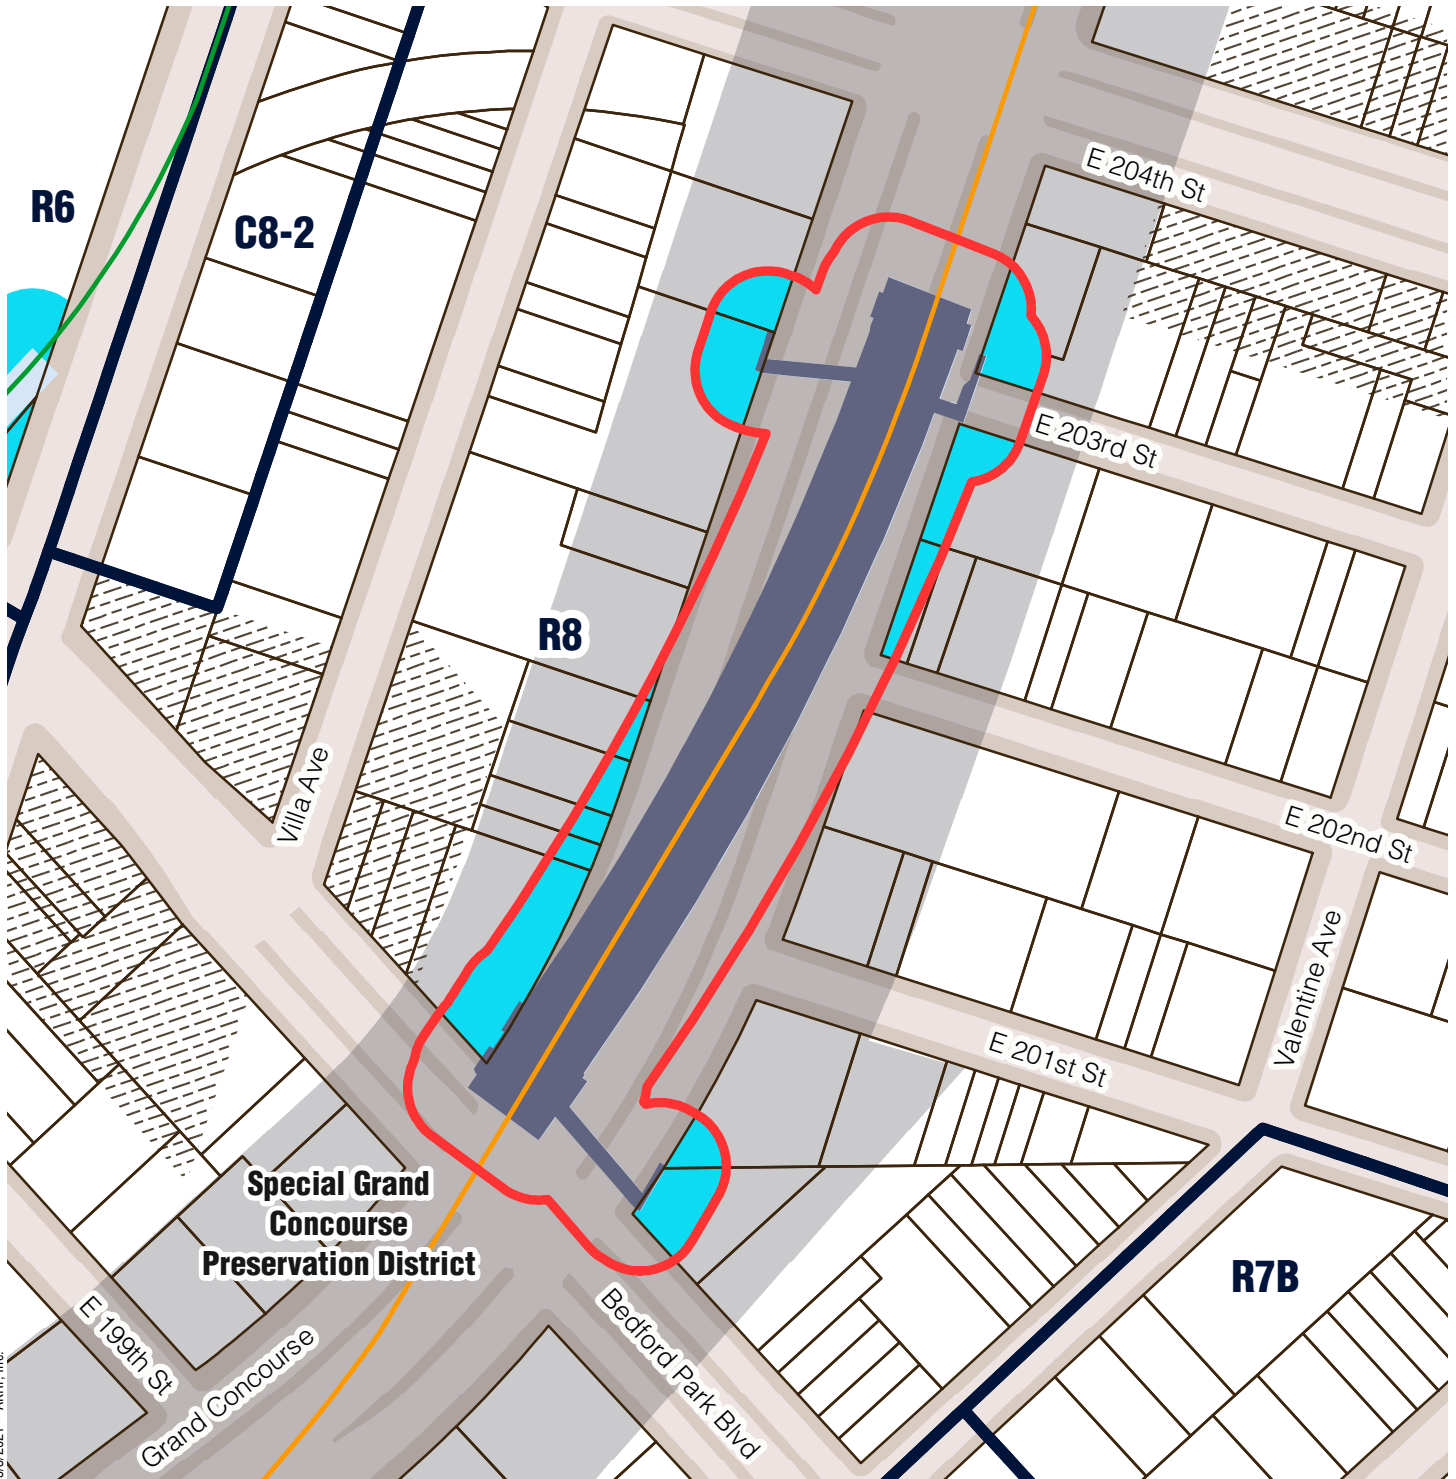 E 204th St
R6
C8-2
E 203rd St
R8
Villa Ave
E 202nd St
Valentine Ave
E 201st St
Special Grand
Concourse
Preservation District
R7B
E 199th St
Grand Concourse
Bedford Park Blvd